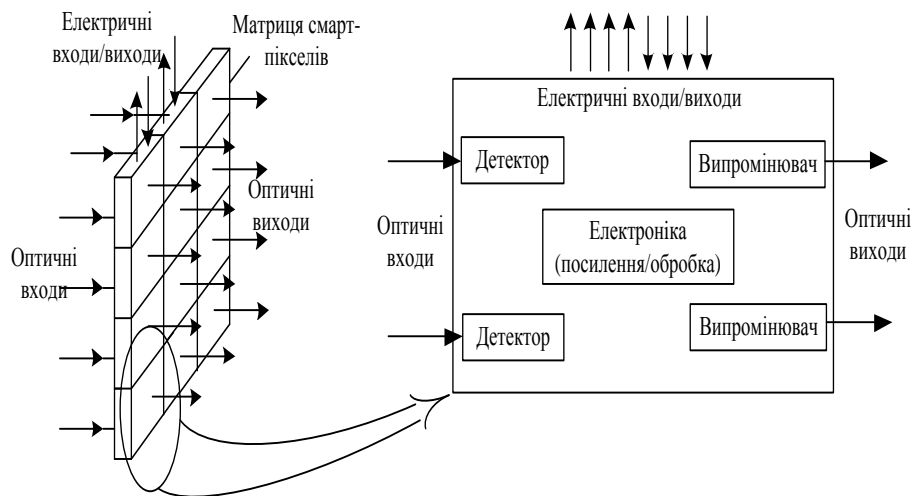 Електричні
входи/виходи
Матриця смарт-
пікселів
Оптичні
виходи
Оптичні
входи
Електричні входи/виходи
Детектор
Випромінювач
Оптичні
входи
Електроніка
(посилення/обробка)
Оптичні
виходи
Детектор
Випромінювач